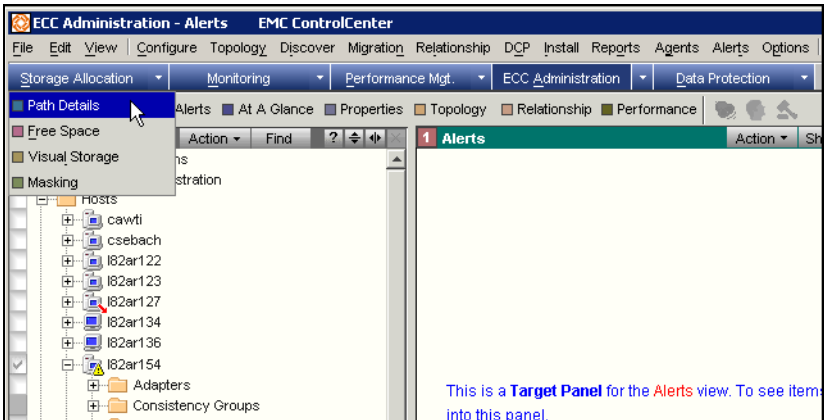 ECC Administration - Alerts EMC ControlCenter
File Edit View Configure Topology Discover Migration Relationship DCP Install Reports Agents Alerts Options
Storage Allocation Monitoring Performance Mgt. ECC Administration Data Protection
Path Details Alerts At A Glance Properties Topology Relationship Performance
Free Space Action Find ? 1 Alerts Action
Visual Storage
Masking stration
Hosts
cawti
csebach
l82ar122
l82ar123
l82ar127
l82ar134
l82ar136
l82ar154
Adapters
Consistency Groups
This is a Target Panel for the Alerts view. To see items
into this panel.